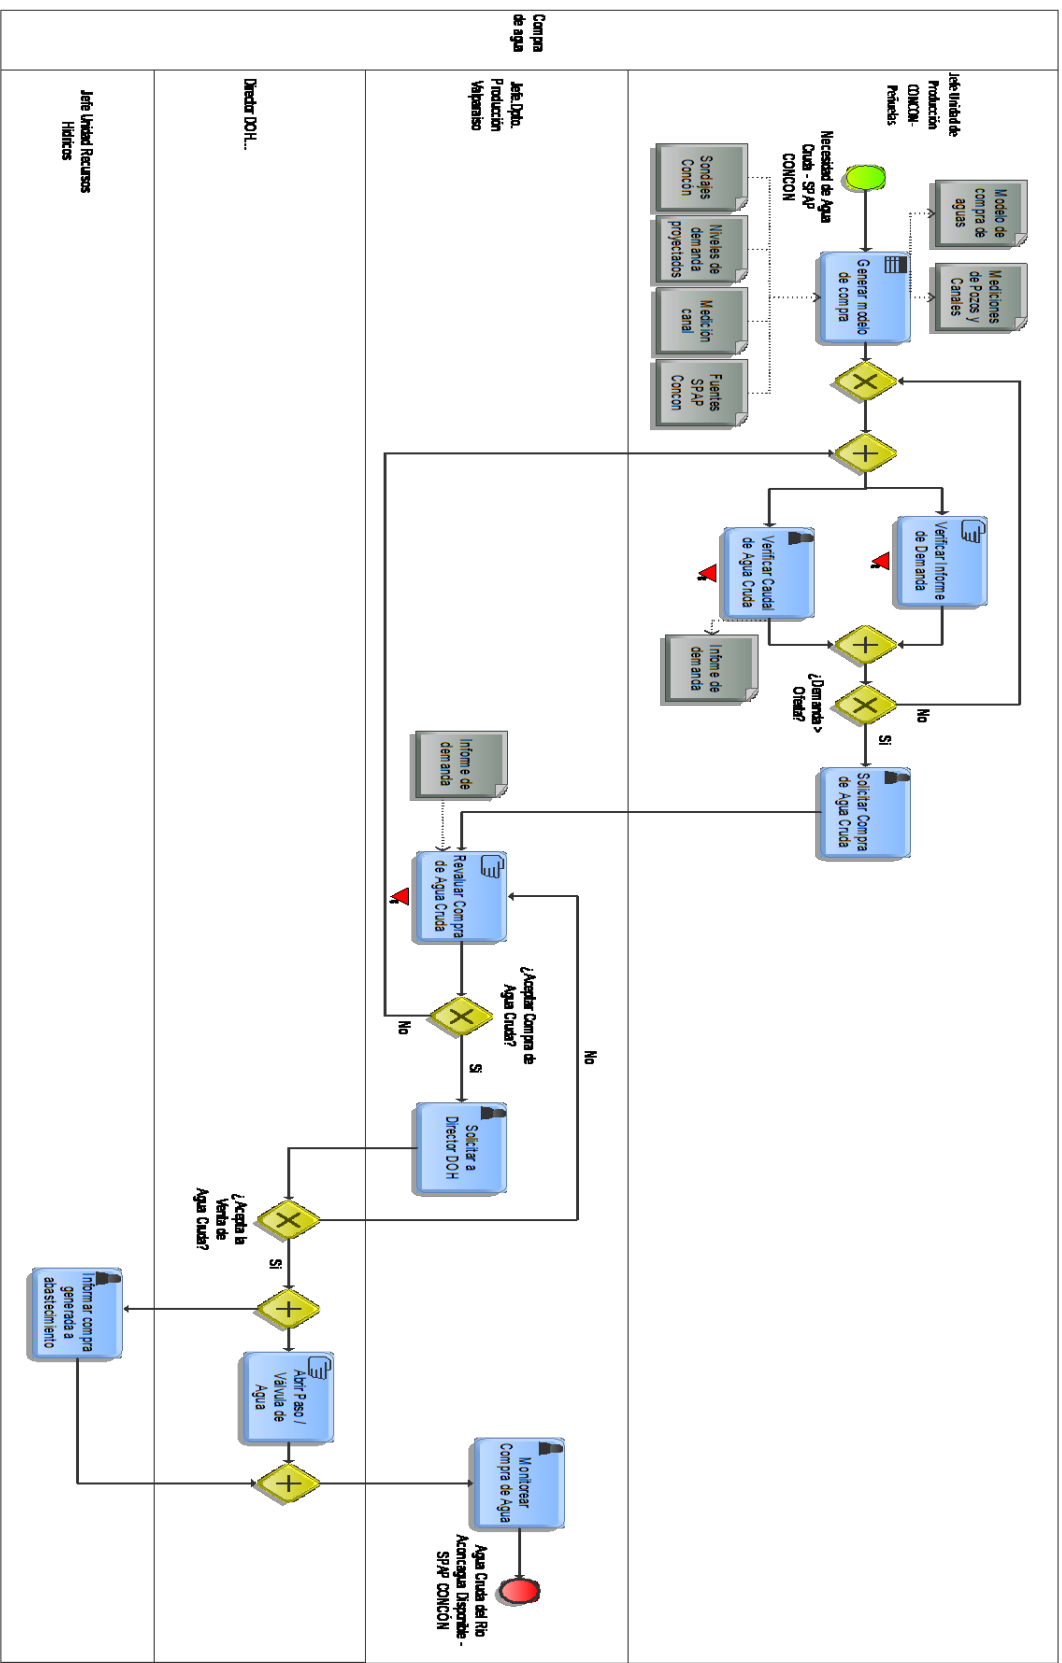 Compra
de agua
Jefe Unidad de
Producción
CONCON-
Peñuelas
Jefe. Dpto.
Producción
Valparaíso
Director DOH...
Jefe Unidad Recursos
Hídricos
Necesidad de Agua
Cruda - SPAP
CONCON
Modelo de
compra de
aguas
Mediciones
de Pozos y
Canales
Generar modelo
de compra
Sondajes
Concón
Niveles de
demanda
proyectados
Medición
canal
Fuentes
SPAP
Concon
Verificar Informe
de Demanda
Verificar Caudal
de Agua Cruda
Infome de
demanda
¿Demanda >
Oferta?
No
Si
Solicitar Compra
de Agua Cruda
Informe de
demanda
Revaluar Compra
de Agua Cruda
¿Aceptar Compra de
Agua Cruda?
No
Si
No
Solicitar a
Director DOH
¿Acepta la
Venta de
Agua Cruda?
Si
Informar compra
generada a
abastecimiento
Abrir Paso /
Válvula de
Agua
Monitorear
Compra de Agua
Agua Cruda del Río
Aconcagua Disponible -
SPAP CONCÓN